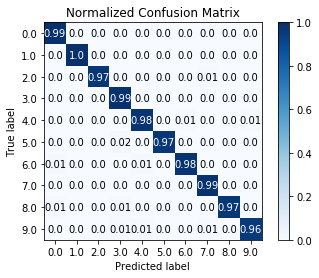 Normalized Confusion Matrix
True label
0.0 0.99 0.0 0.0 0.0 0.0 0.0 0.0 0.0 0.0 0.0
1.0 0.0 1.0 0.0 0.0 0.0 0.0 0.0 0.0 0.0 0.0
2.0 0.0 0.0 0.97 0.0 0.0 0.0 0.0 0.01 0.0 0.0
3.0 0.0 0.0 0.0 0.99 0.0 0.0 0.0 0.0 0.0 0.0
4.0 0.0 0.0 0.0 0.0 0.98 0.0 0.01 0.0 0.0 0.01
5.0 0.0 0.0 0.0 0.02 0.0 0.97 0.0 0.0 0.0 0.0
6.0 0.01 0.0 0.0 0.0 0.01 0.0 0.98 0.0 0.0 0.0
7.0 0.0 0.0 0.0 0.0 0.0 0.0 0.0 0.99 0.0 0.0
8.0 0.01 0.0 0.0 0.01 0.0 0.0 0.0 0.0 0.97 0.0
9.0 0.0 0.0 0.0 0.01 0.01 0.0 0.0 0.01 0.0 0.96
0.0 1.0 2.0 3.0 4.0 5.0 6.0 7.0 8.0 9.0
Predicted label
1.0
0.8
0.6
0.4
0.2
0.0